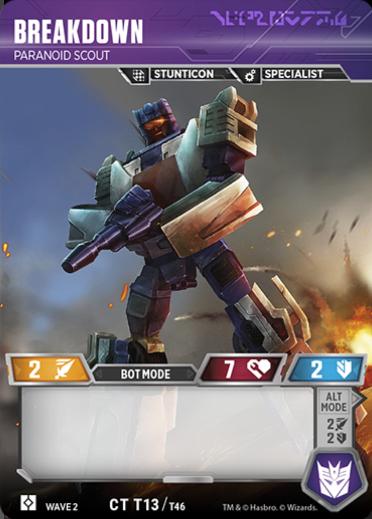 BREAKDOWN
PARANOID SCOUT
STUNTICON
SPECIALIST
2
BOT MODE
7
2
ALT
MODE
2
2
WAVE 2
CT T13/T46
TM & © Hasbro. © Wizards.